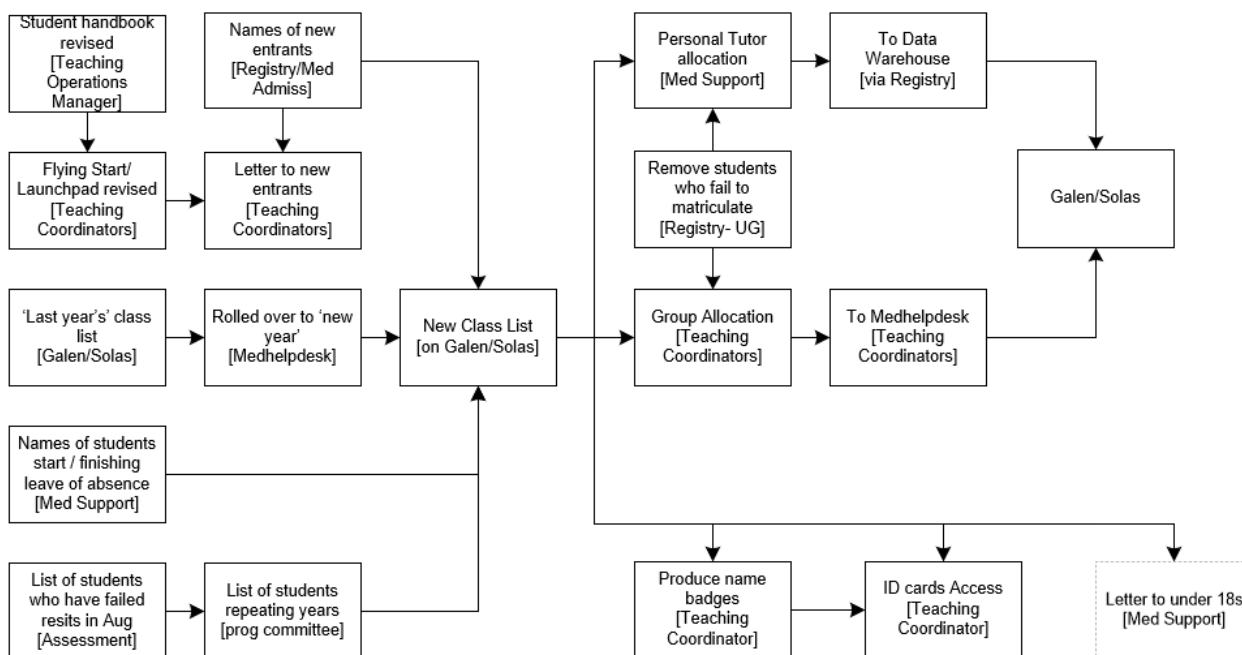 Student handbook
revised
[Teaching
Operations
Manager]
Names of new
entrants
[Registry/Med
Admiss]
Personal Tutor
allocation
[Med Support]
To Data
Warehouse
[via Registry]
Flying Start/
Launchpad revised
[Teaching
Coordinators]
Letter to new
entrants
[Teaching
Coordinators]
Remove students
who fail to
matriculate
[Registry- UG]
Galen/Solas
‘Last year’s’ class
list
[Galen/Solas]
Rolled over to ‘new
year’
[Medhelpdesk]
New Class List
[on Galen/Solas]
Group Allocation
[Teaching
Coordinators]
To Medhelpdesk
[Teaching
Coordinators]
Names of students
start / finishing
leave of absence
[Med Support]
List of students
who have failed
resits in Aug
[Assessment]
List of students
repeating years
[prog committee]
Produce name
badges
[Teaching
Coordinator]
ID cards Access
[Teaching
Coordinator]
Letter to under 18s
[Med Support]